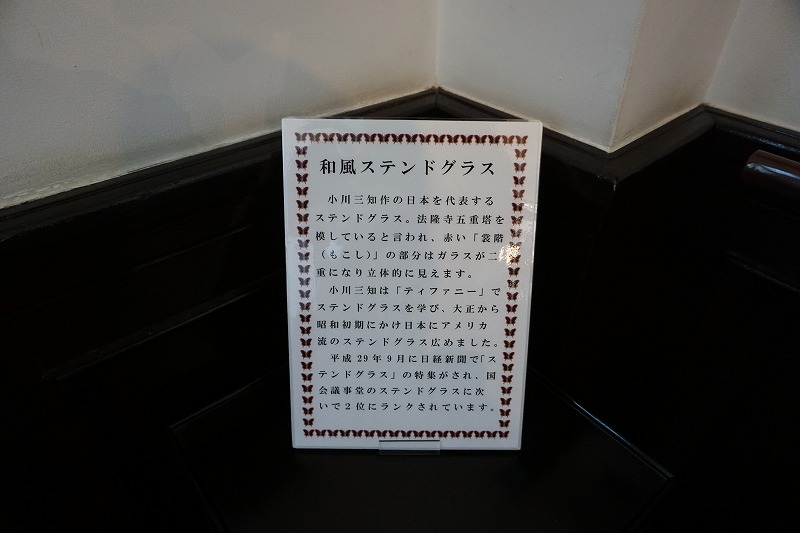 和風ステンドグラス
小川三知作の日本を代表する
ステンドグラス。法隆寺五重塔を
模していると言われ、赤い「裳階
（もこし）」の部分はガラスが二
重になり立体的に見えます。
小川三知は「ティファニー」で
ステンドグラスを学び、大正から
昭和初期にかけ日本にアメリカ
流のステンドグラス広めました。
平成29年9月に日経新聞で「ス
テンドグラス」の特集がされ、国
会議事堂のステンドグラスに次
いで2位にランクされています。